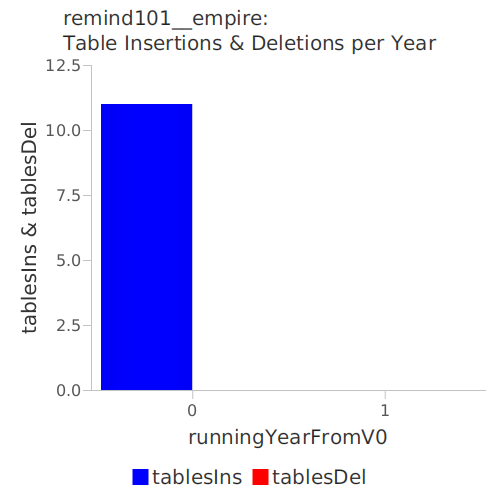 remind101__empire:
Table Insertions & Deletions per Year
tablesIns & tablesDel
12.5
10.0
7.5
5.0
2.5
0.0
0 1
runningYearFromV0
tablesIns tablesDel